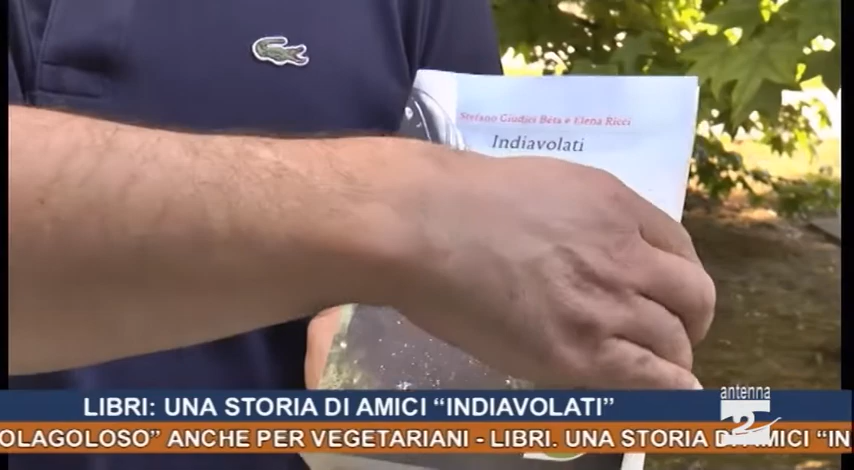 Stefano Giudici Beta e Elena Ricci
Indiavolati
antenna
2
LIBRI: UNA STORIA DI AMICI “INDIAVOLATI”
OLAGOLOSO” ANCHE PER VEGETARIANI - LIBRI. UNA STORIA DI AMICI “IN